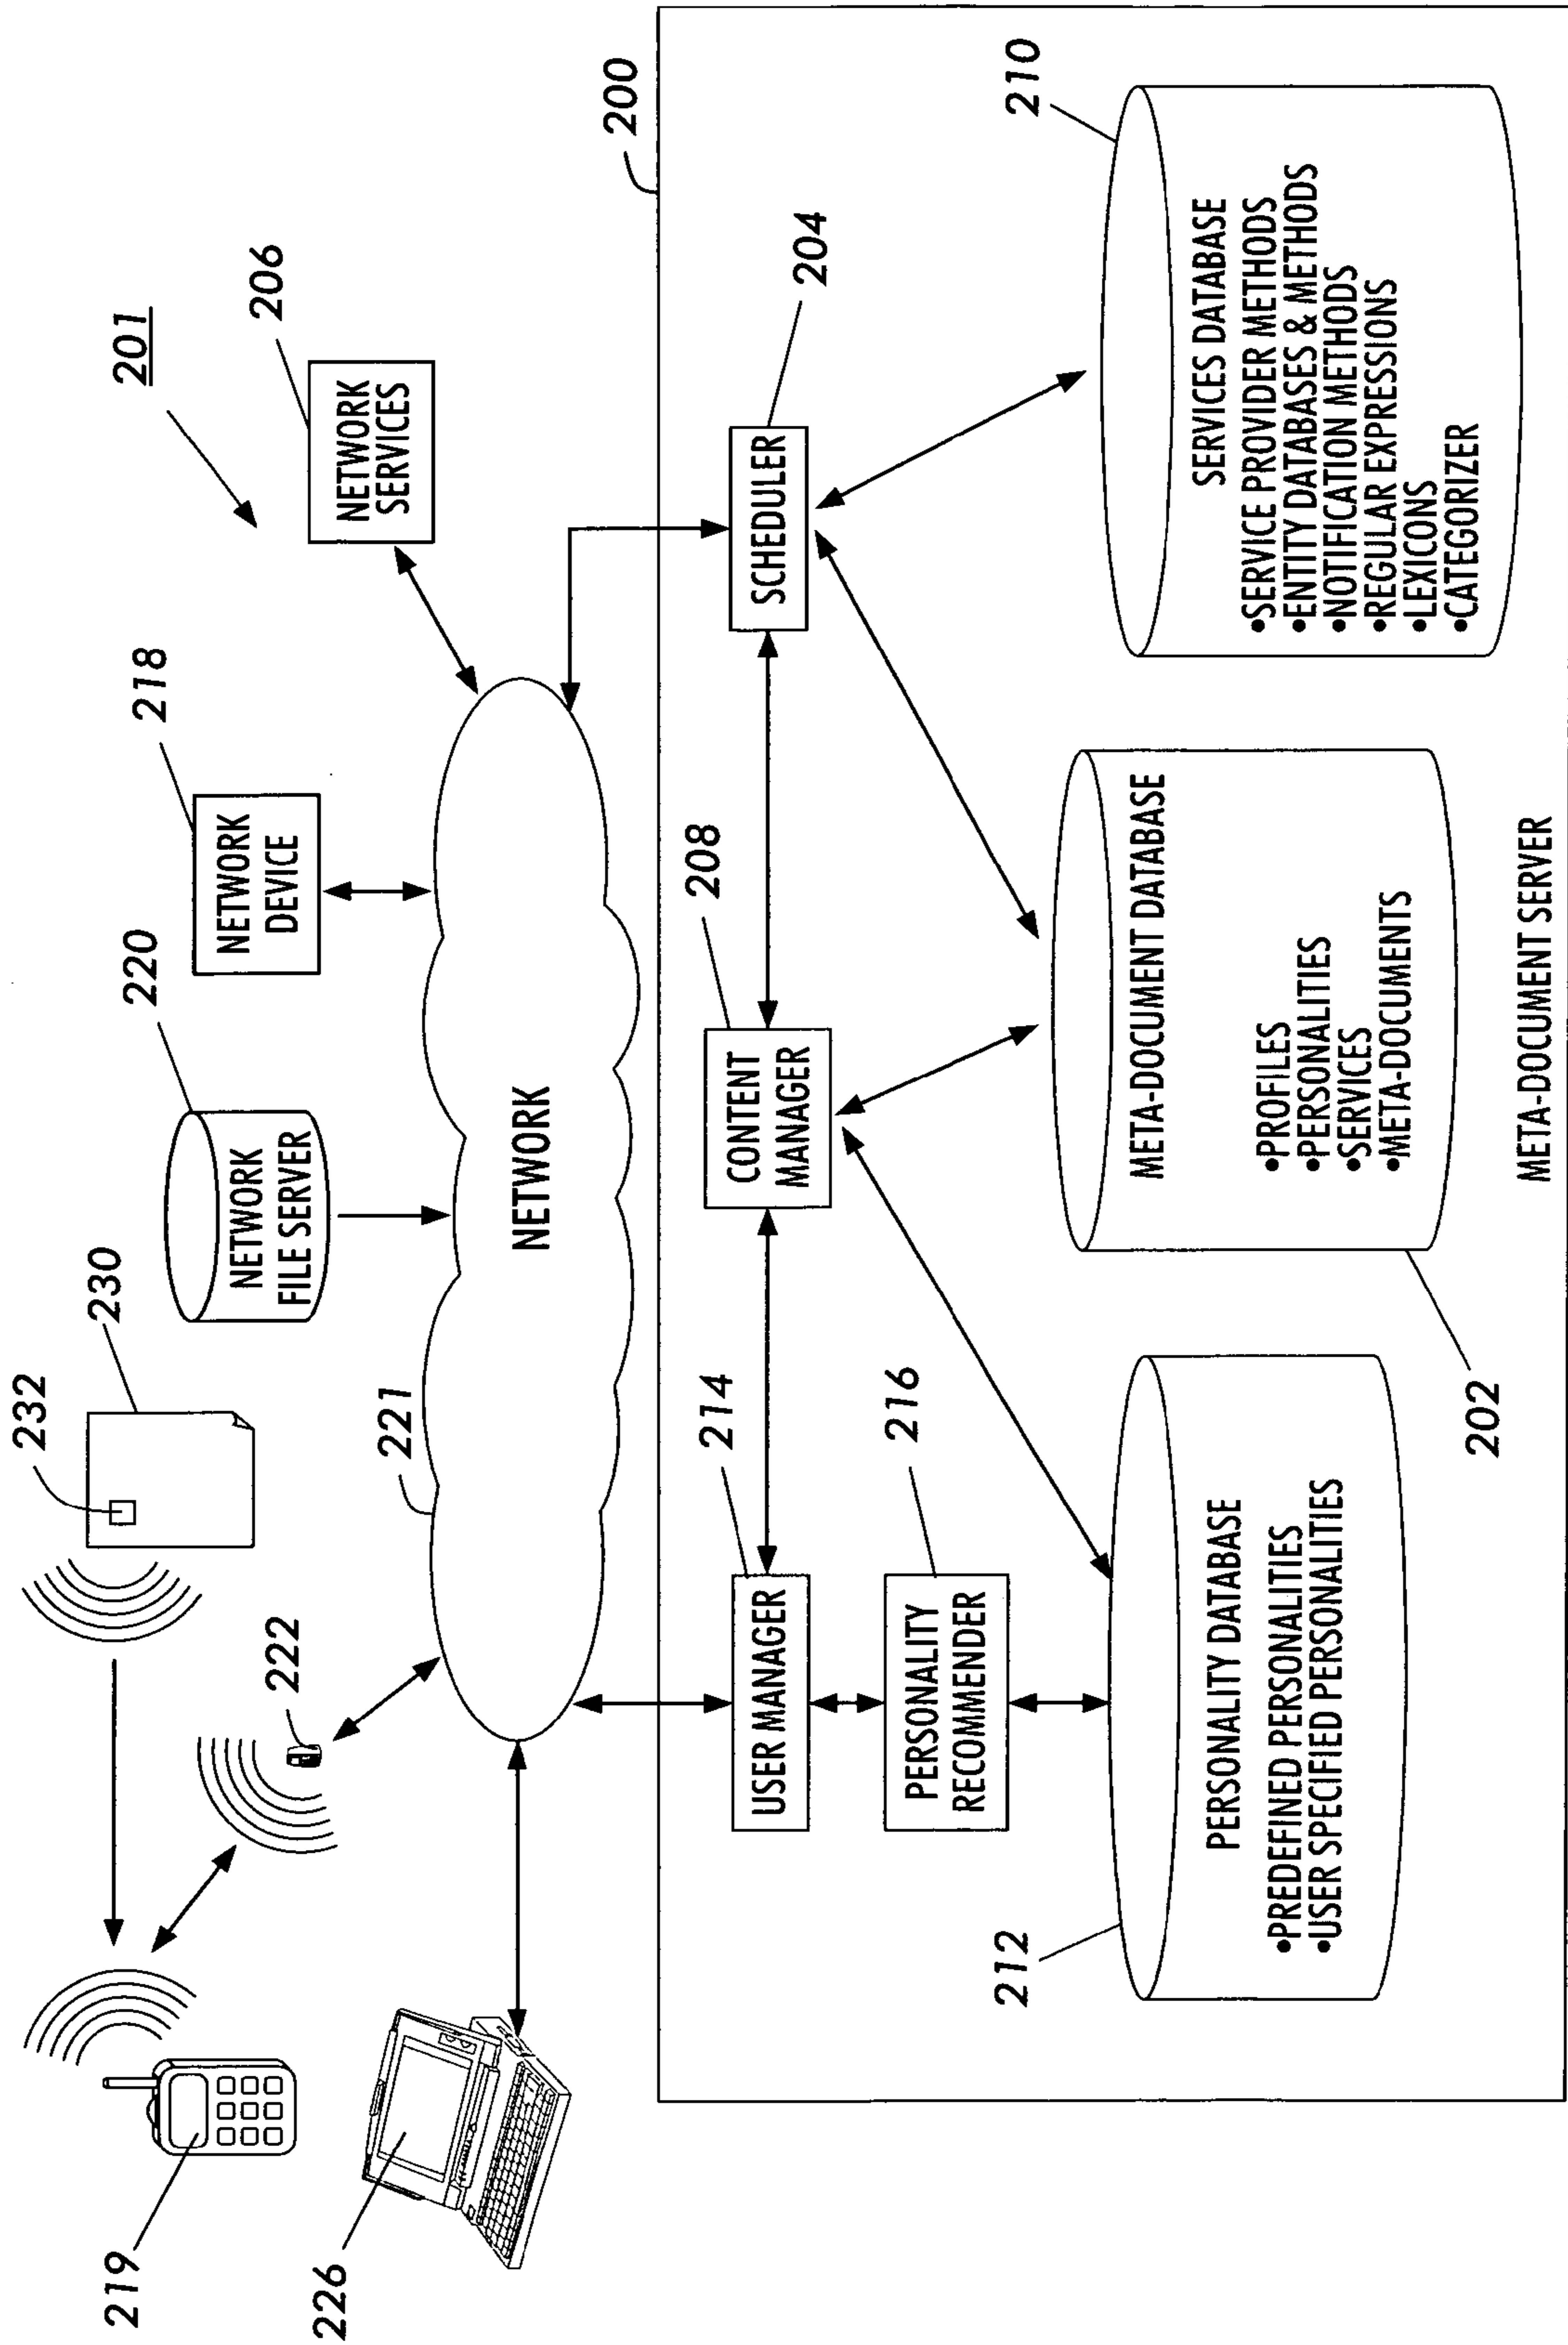 232
230
220
218
201
206
219
222
NETWORK
FILE SERVER
NETWORK
DEVICE
NETWORK
SERVICES
226
221
NETWORK
200
214
208
204
USER MANAGER
CONTENT
MANAGER
SCHEDULER
216
PERSONALITY
RECOMMENDER
212
210
PERSONALITY DATABASE
•PREDEFINED PERSONALITIES
•USER SPECIFIED PERSONALITIES
META-DOCUMENT DATABASE
•PROFILES
•PERSONALITIES
•SERVICES
•META-DOCUMENTS
SERVICES DATABASE
•SERVICE PROVIDER METHODS
•ENTITY DATABASES & METHODS
•NOTIFICATION METHODS
•REGULAR EXPRESSIONS
•LEXICONS
•CATEGORIZER
202
META-DOCUMENT SERVER